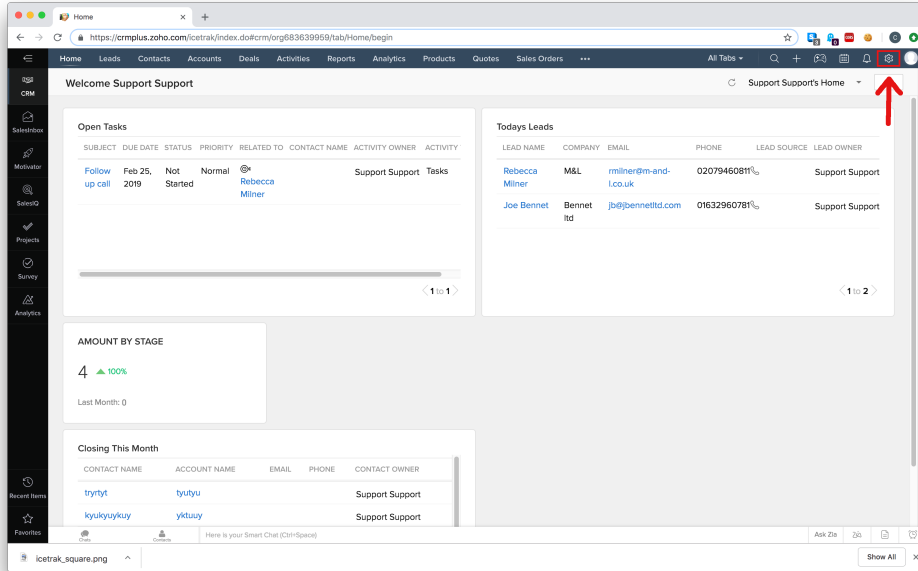 Home
https://crmplus.zoho.com/icetrak/index.do#crm/org683639959/tab/Home/begin
Home Leads Contacts Accounts Deals Activities Reports Analytics Products Quotes Sales Orders ••• All Tabs
CRM
SalesInbox
Motivator
SalesIQ
Projects
Survey
Analytics
Recent Items
Favorites
Welcome Support Support
Support Support's Home
Open Tasks
SUBJECT DUE DATE STATUS PRIORITY RELATED TO CONTACT NAME ACTIVITY OWNER ACTIVITY
Follow Feb 25, Not Normal Support Support Tasks
up call 2019 Started Rebecca
Milner
1 to 1
Todays Leads
LEAD NAME COMPANY EMAIL PHONE LEAD SOURCE LEAD OWNER
Rebecca M&L rmilner@m-and- 02079460811 Support Support
Milner l.co.uk
Joe Bennet Bennet jb@jbennetltd.com 01632960781 Support Support
ltd
1 to 2
AMOUNT BY STAGE
4 100%
Last Month: 0
Closing This Month
CONTACT NAME ACCOUNT NAME EMAIL PHONE CONTACT OWNER
tryrtyt tyutyu Support Support
kyukyuykuy yktuuy Support Support
Chats Contacts Here is your Smart Chat (Ctrl+Space) Ask Zia
icetrak_square.png Show All